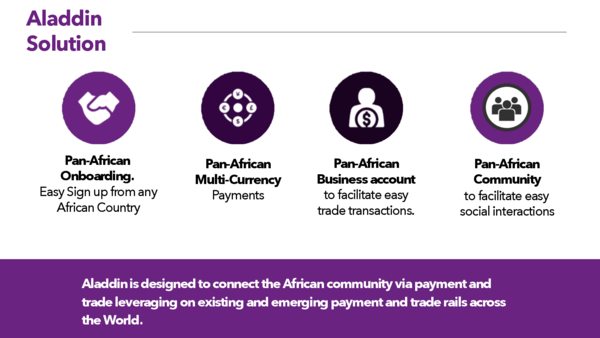 Aladdin
Solution
Pan-African
Onboarding.
Easy Sign up from any
African Country
Pan-African
Multi-Currency
Payments
Pan-African
Business account
to facilitate easy
trade transactions.
Pan-African
Community
to facilitate easy
social interactions
Aladdin is designed to connect the African community via payment and
trade leveraging on existing and emerging payment and trade rails across
the World.